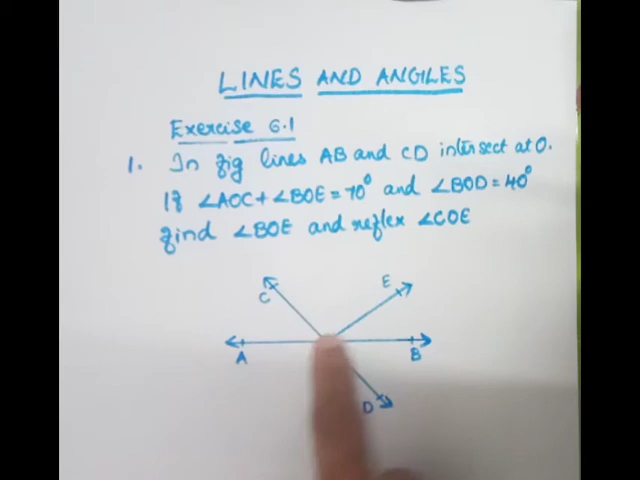 LINES AND ANGLES
Exercise 6.1
1. In fig lines AB and CD intersect at O.
If ∠AOC + ∠BOE = 70° and ∠BOD = 40°
find ∠BOE and reflex ∠COE
C E
A B
D